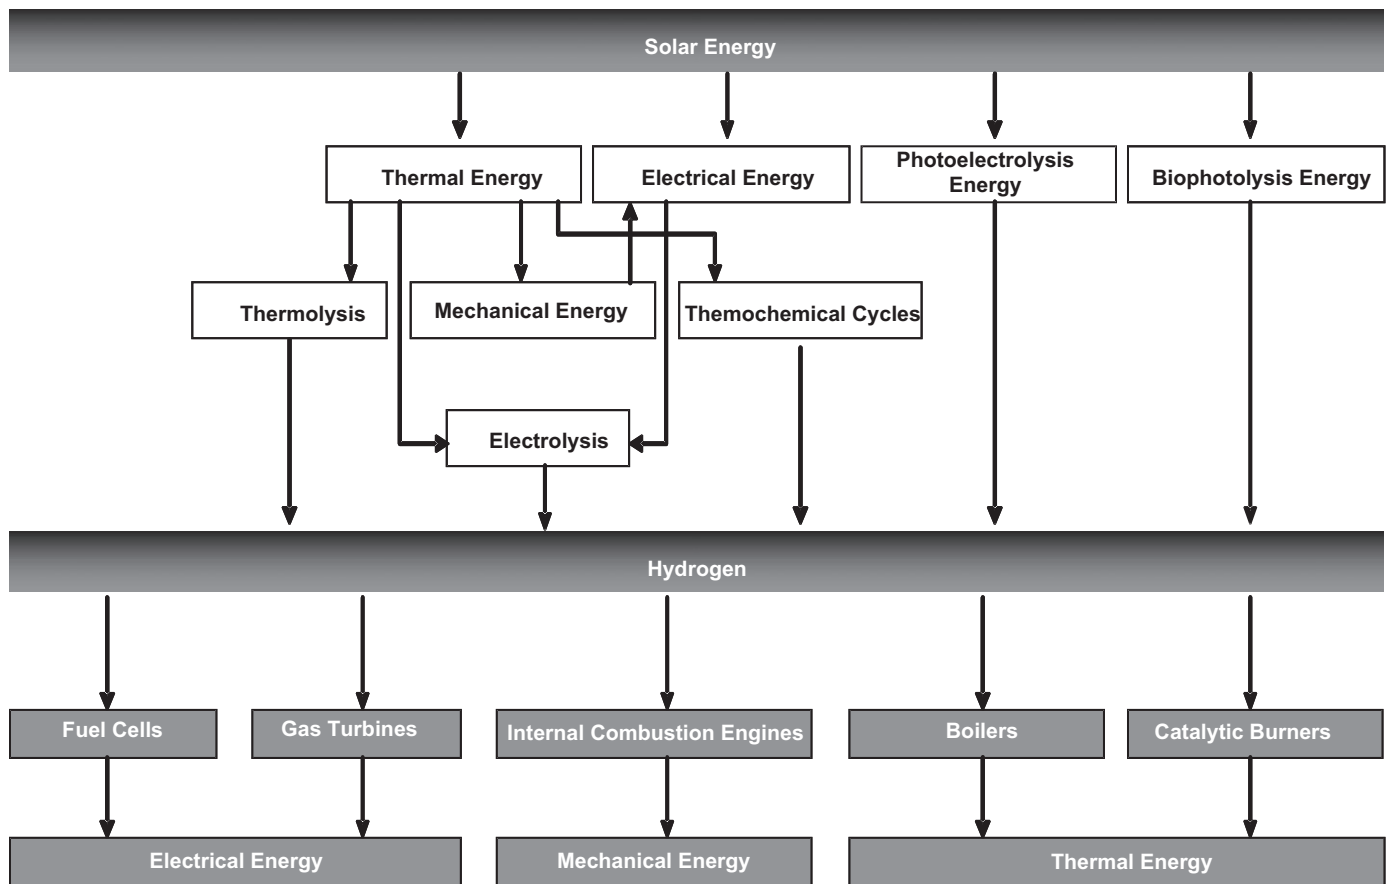 Solar Energy
Thermal Energy
Electrical Energy
Photoelectrolysis
Energy
Biophotolysis Energy
Thermolysis
Mechanical Energy
Themochemical Cycles
Electrolysis
Hydrogen
Fuel Cells
Gas Turbines
Internal Combustion Engines
Boilers
Catalytic Burners
Electrical Energy
Mechanical Energy
Thermal Energy